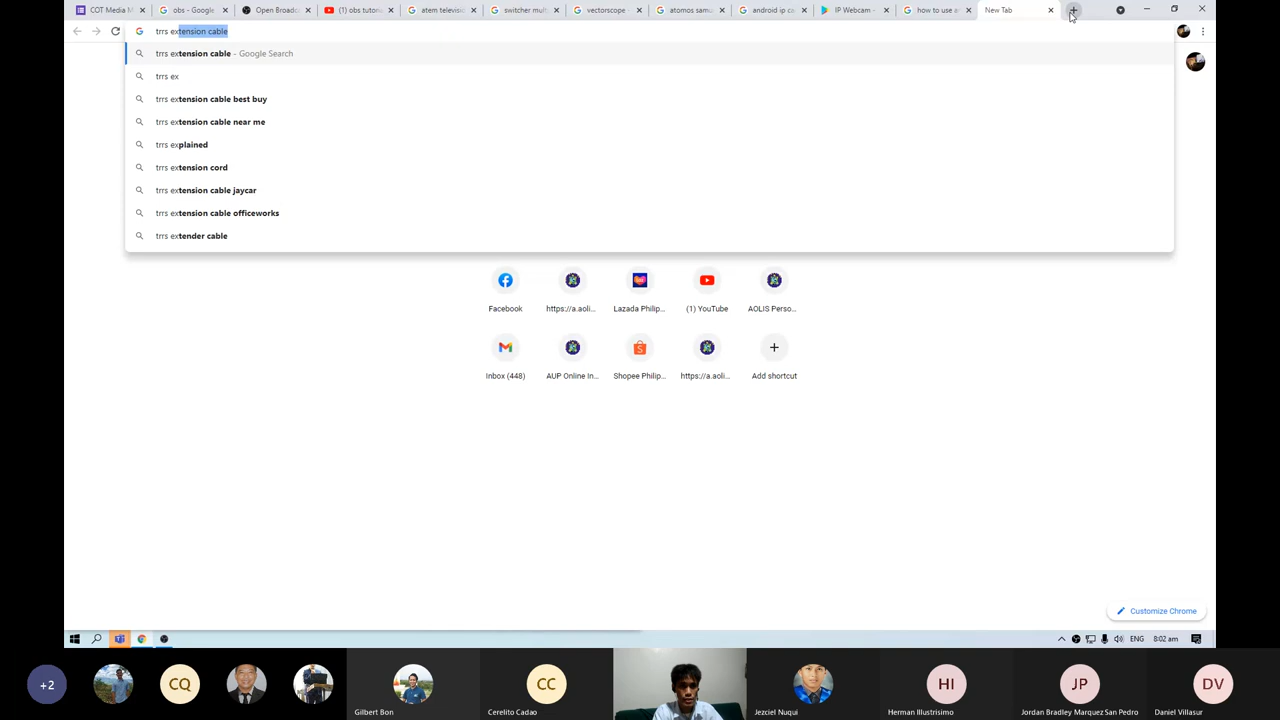 COT Media M
obs - Google
Open Broadc
(1) obs tutori
atem televisi
switcher mult
vectorscope
atomos samu
android ip ca
IP Webcam -
how to use a
New Tab
trrs extension cable
trrs extension cable - Google Search
trrs ex
trrs extension cable best buy
trrs extension cable near me
trrs explained
trrs extension cord
trrs extension cable jaycar
trrs extension cable officeworks
trrs extender cable
Facebook
https://a.aoli...
Lazada Philip...
(1) YouTube
AOLIS Perso...
Inbox (448)
AUP Online In...
Shopee Philip...
https://a.aoli...
Add shortcut
Customize Chrome
ENG
8:02 am
+2
CQ
Gilbert Bon
CC
Cerelito Cadao
Jezciel Nuqui
HI
Herman Illustrisimo
JP
Jordan Bradley Marquez San Pedro
DV
Daniel Villasur